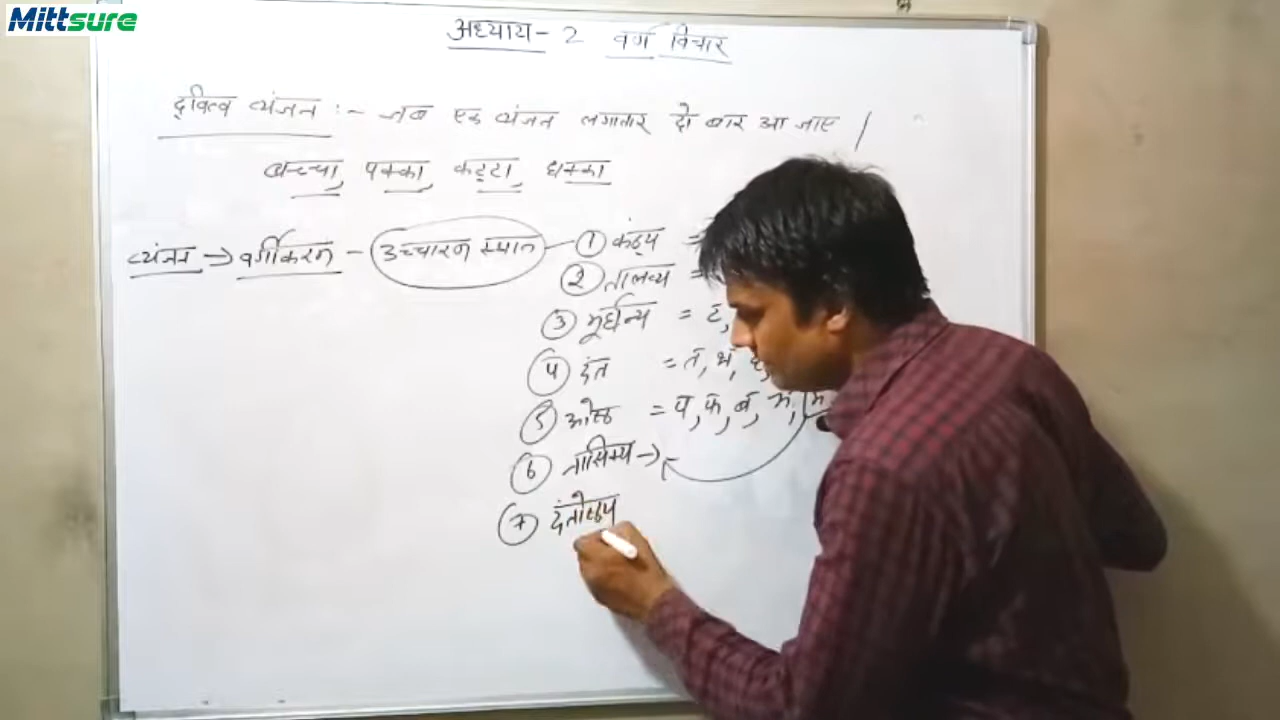 Mittsure
अध्याय - 2 वर्ण विचार
द्वित्व व्यंजन :- जब एक व्यंजन लगातार दो बार आ जाए |
बच्चा, पक्का, कट्टा, धक्का
व्यंजन → वर्गीकरण - उच्चारण स्थान - 1 कंठ्य =
2 तालव्य =
3 मूर्धन्य = ट,
4 दंत = त, थ, द,
5 ओष्ठ = प, फ, ब, भ, म
6 नासिक्य →
7 दंतोष्ठ्य